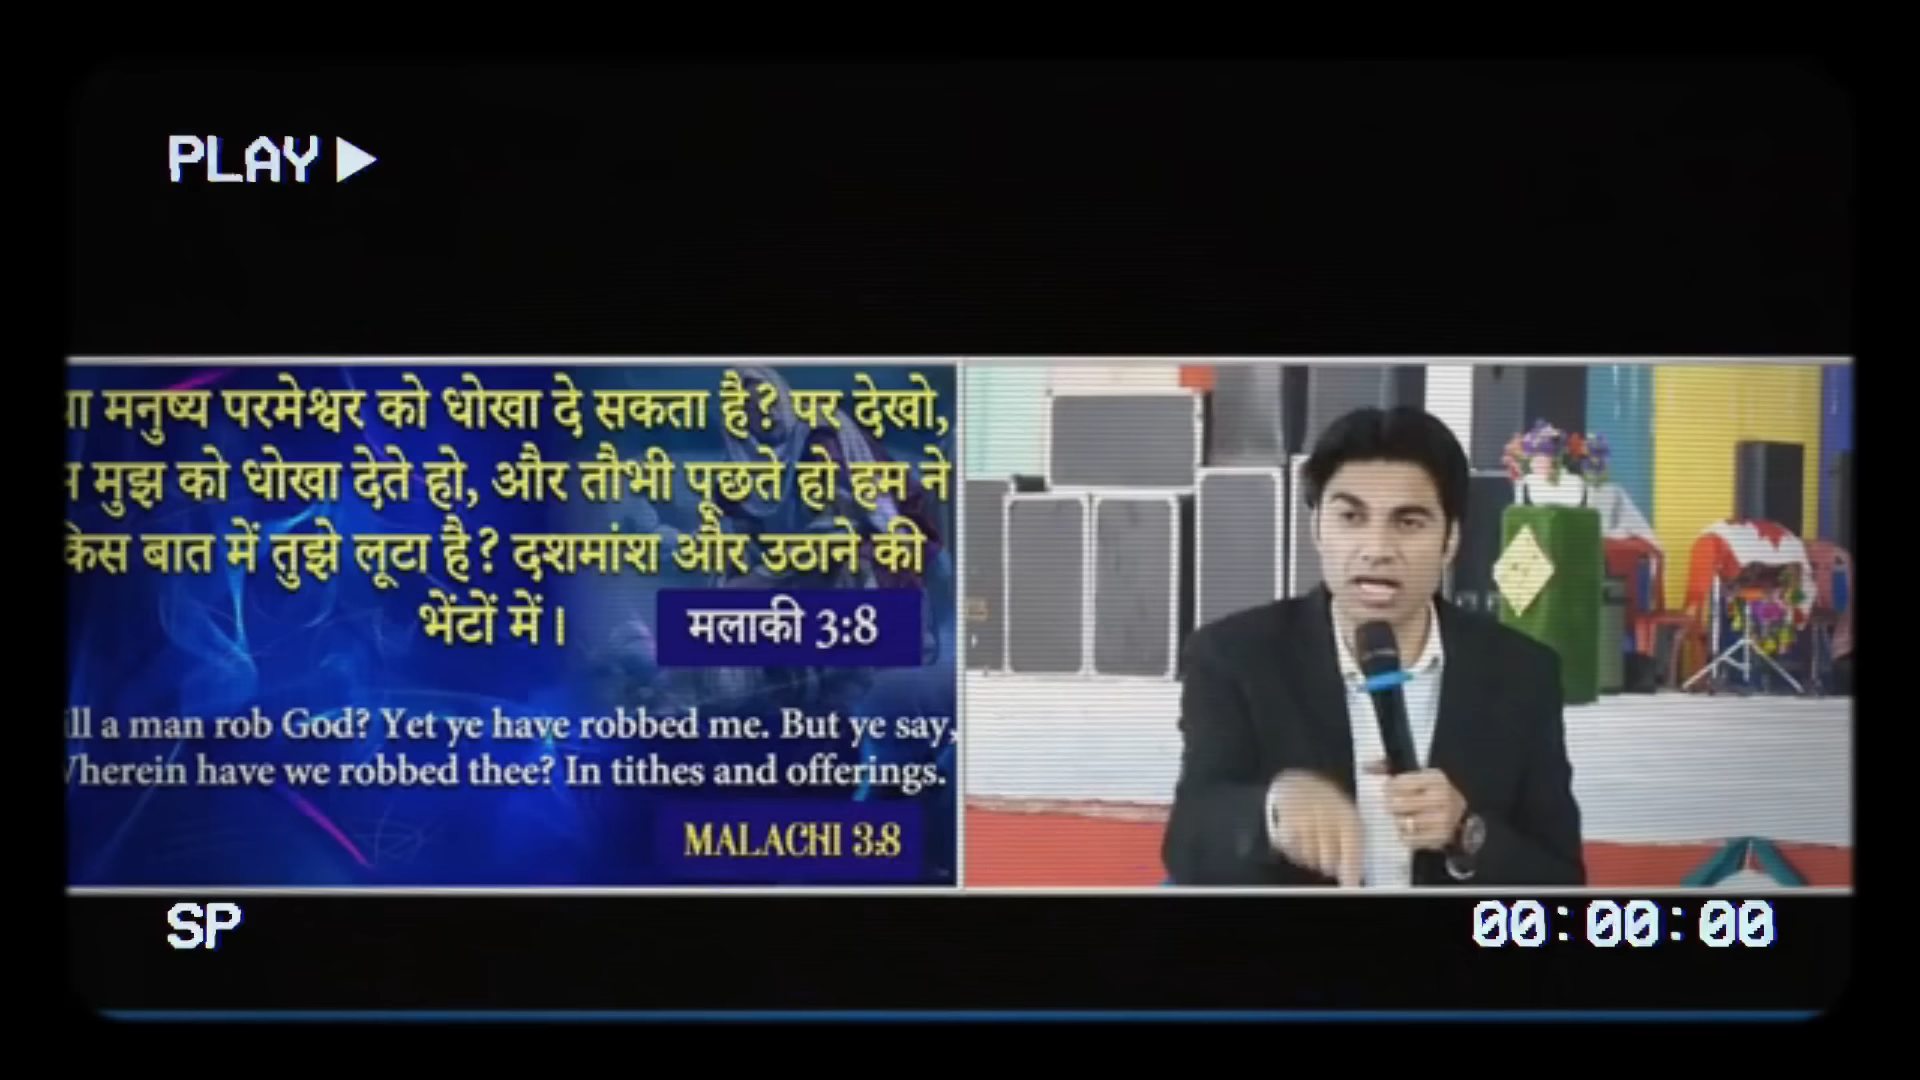 PLAY
मनुष्य परमेश्वर को धोखा दे सकता है? पर देखो,
मुझ को धोखा देते हो, और तौभी पूछते हो हम ने
बात में तुझे लूटा है? दशमांश और उठाने की
भेंटों में।
मलाकी 3:8
a man rob God? Yet ye have robbed me. But ye say,
have we robbed thee? In tithes and offerings.
MALACHI 3:8
SP
00:00:00